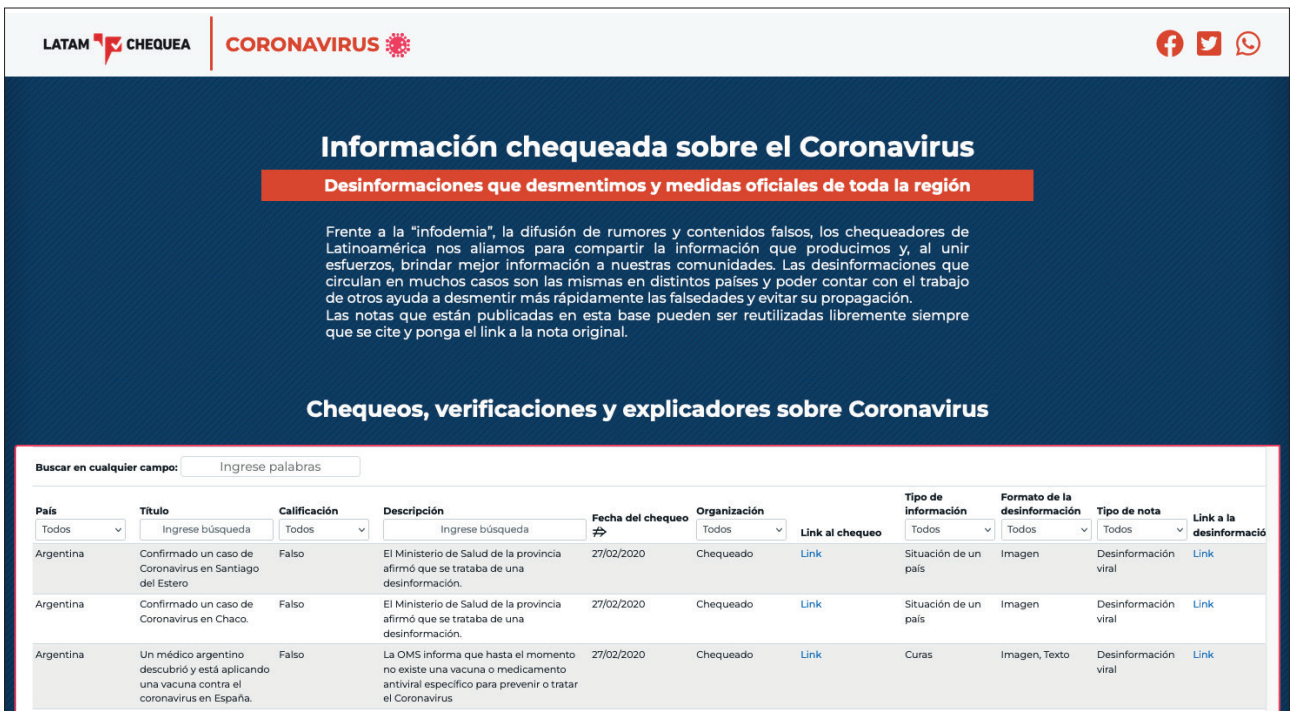 LATAM CHEQUEA
CORONAVIRUS
Información chequeada sobre el Coronavirus
Desinformaciones que desmentimos y medidas oficiales de toda la región
Frente a la “infodemia”, la difusión de rumores y contenidos falsos, los chequeadores de
Latinoamérica nos aliamos para compartir la información que producimos y, al unir
esfuerzos, brindar mejor información a nuestras comunidades. Las desinformaciones que
circulan en muchos casos son las mismas en distintos países y poder contar con el trabajo
de otros ayuda a desmentir más rápidamente las falsedades y evitar su propagación.
Las notas que están publicadas en esta base pueden ser reutilizadas libremente siempre
que se cite y ponga el link a la nota original.
Chequeos, verificaciones y explicadores sobre Coronavirus
Buscar en cualquier campo: Ingrese palabras
País
Todos
Título
Ingrese búsqueda
Calificación
Todos
Descripción
Ingrese búsqueda
Fecha del chequeo
Organización
Todos
Link al chequeo
Tipo de
información
Todos
Formato de la
desinformación
Todos
Tipo de nota
Todos
Link a la
desinformació
Argentina
Confirmado un caso de
Coronavirus en Santiago
del Estero
Falso
El Ministerio de Salud de la provincia
afirmó que se trataba de una
desinformación.
27/02/2020
Chequeado
Link
Situación de un
país
Imagen
Desinformación
viral
Link
Argentina
Confirmado un caso de
Coronavirus en Chaco.
Falso
El Ministerio de Salud de la provincia
afirmó que se trataba de una
desinformación.
27/02/2020
Chequeado
Link
Situación de un
país
Imagen
Desinformación
viral
Link
Argentina
Un médico argentino
descubrió y está aplicando
una vacuna contra el
coronavirus en España.
Falso
La OMS informa que hasta el momento
no existe una vacuna o medicamento
antiviral específico para prevenir o tratar
el Coronavirus
27/02/2020
Chequeado
Link
Curas
Imagen, Texto
Desinformación
viral
Link